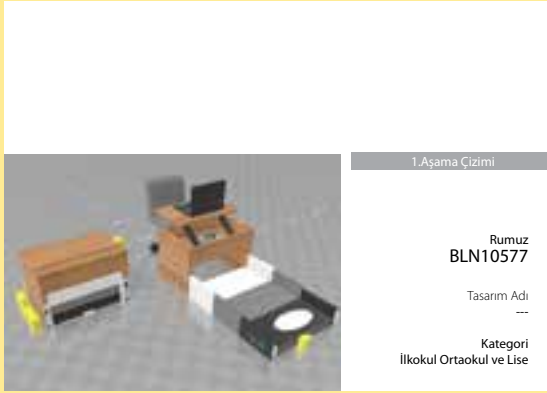 1.Aşama Çizimi
Rumuz
BLN10577
Tasarım Adı
---
Kategori
İlkokul Ortaokul ve Lise